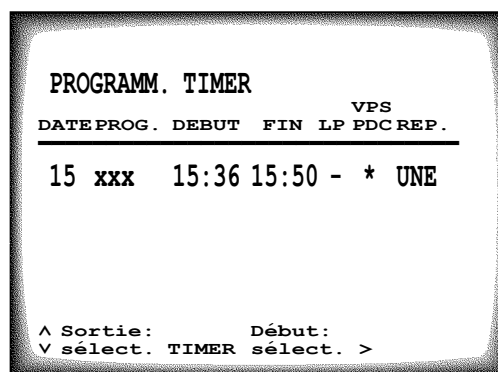 PROGRAMM. TIMER
VPS
DATE PROG. DEBUT FIN LP PDC REP.
15 xxx 15:36 15:50 - * UNE
^ Sortie: Début:
v sélect. TIMER sélect. >